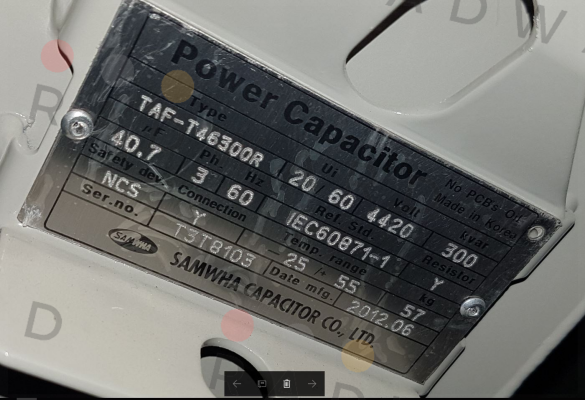 Power Capacitor
No PCBs-Oil
Made in Korea
Type Ui Volt kvar
TAF-T46300R 20 60 4420 300
µF Ph. Hz Ref. Std. Resistor
40.7 3 60 IEC60871-1 Y
Safety dev. Connection Temp. range kg
NCS Y - 25 /+ 55 57
Ser.no. T3T8103 Date mfg. 2012.06
SAMWHA SAMWHA CAPACITOR CO., LTD.
R
A D W
D
R
D